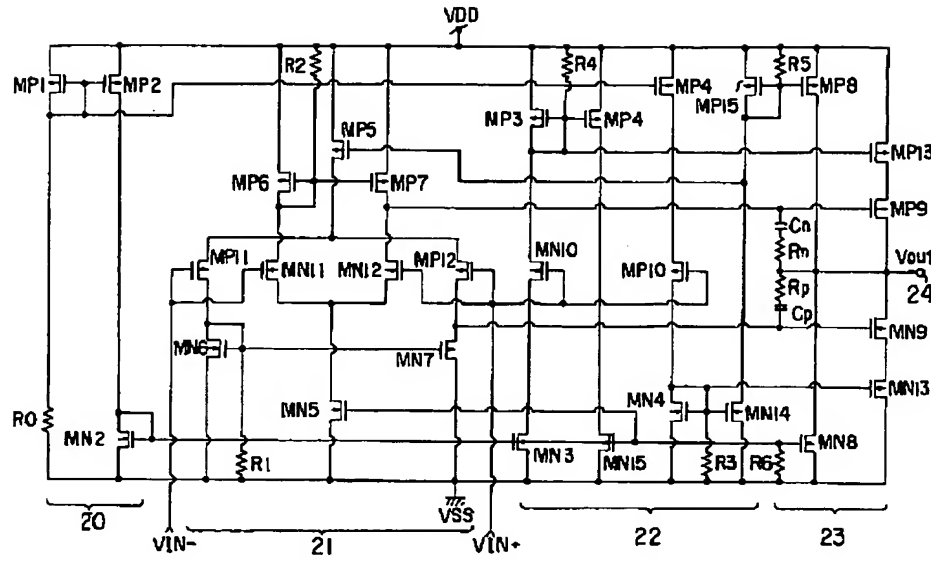 VDD
MP1
MP2
R2
R4
MP4
R5
MP8
MP15
MP5
MP3
MP4
MP13
MP6
MP7
MP9
Cn
Rn
Vout
24
MP11
MN11
MN12
MP12
MN10
MP10
Rp
Cp
MN9
MN6
MN7
MN13
R0
MN5
MN4
MN14
MN2
R1
MN3
MN15
R3
R6
MN8
VSS
20
VIN-
21
VIN+
22
23